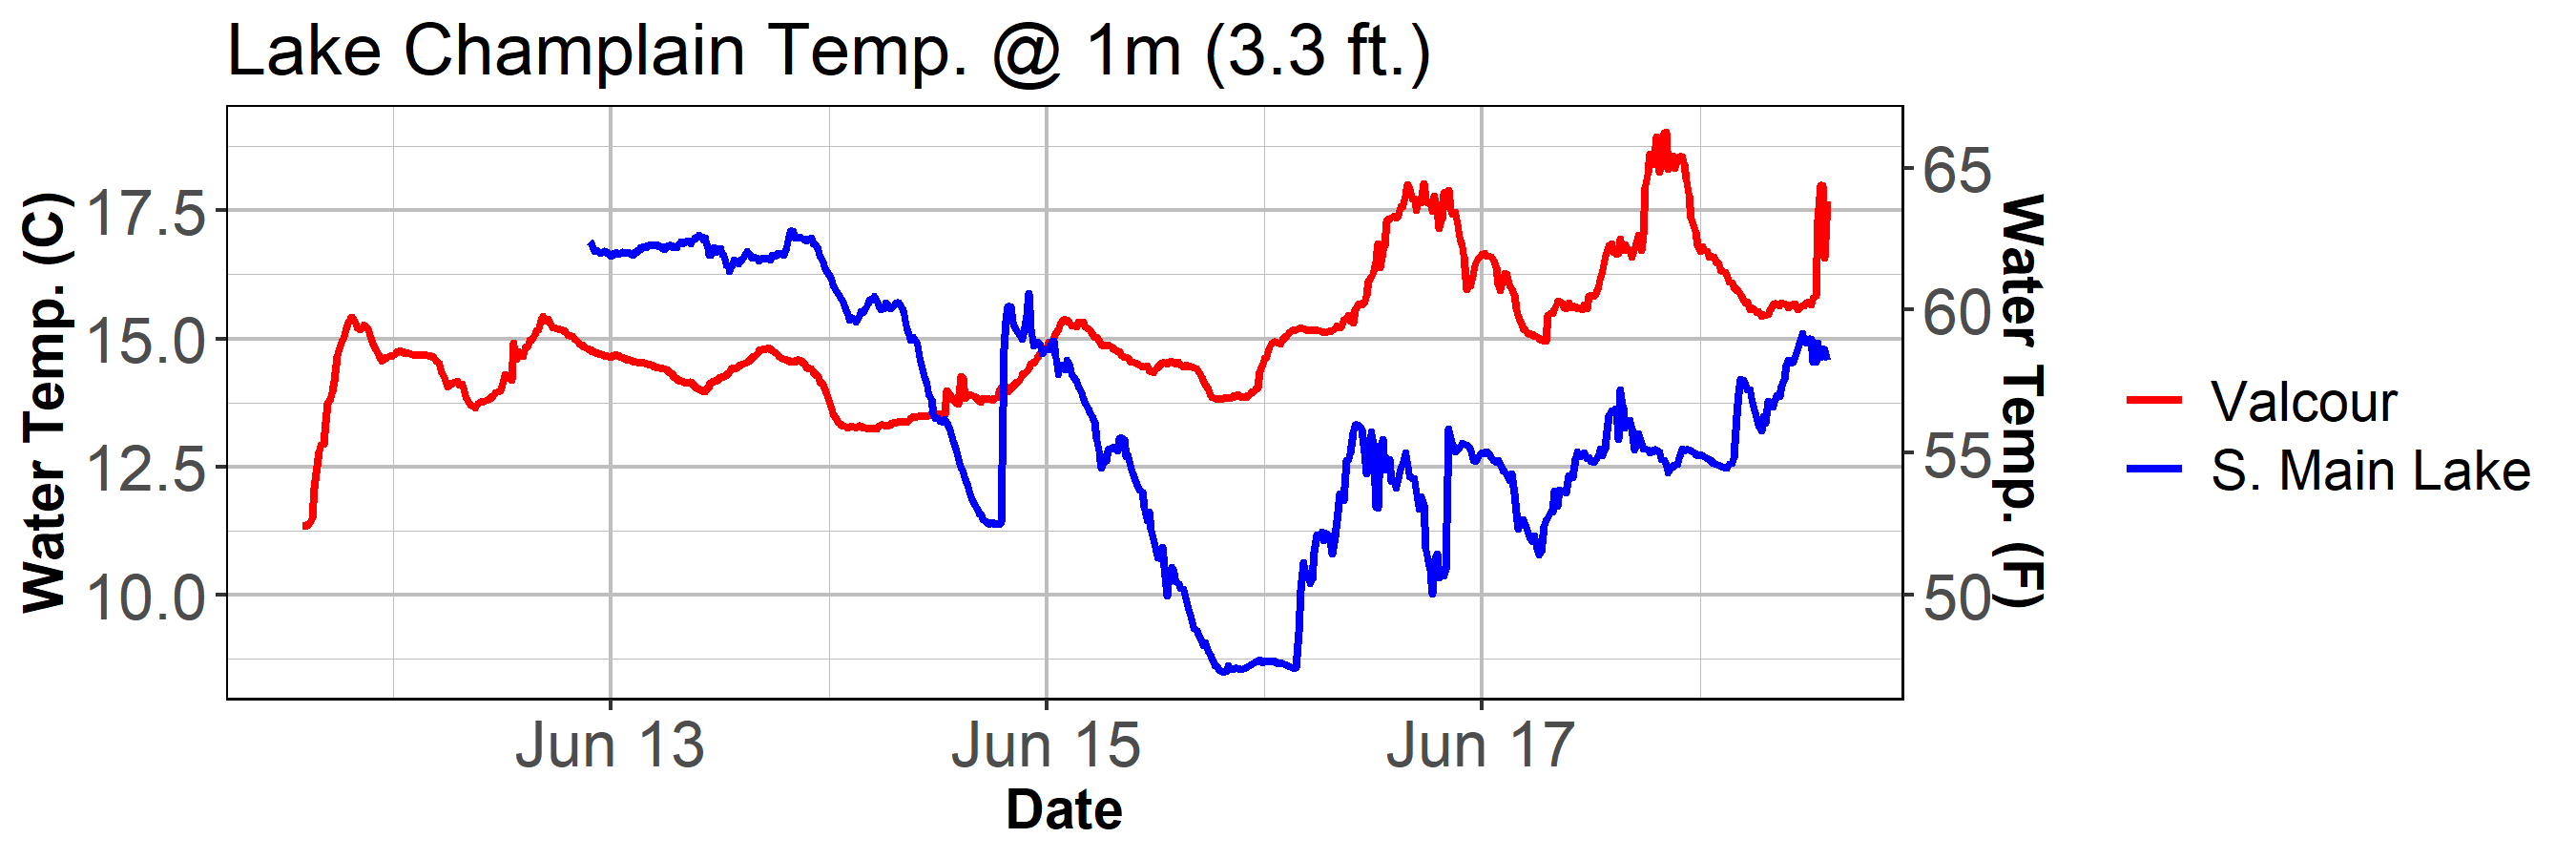 Lake Champlain Temp. @ 1m (3.3 ft.)
Water Temp. (C)
17.5
15.0
12.5
10.0
65
60
55
50
Water Temp. (F)
Jun 13
Jun 15
Jun 17
Date
Valcour
S. Main Lake